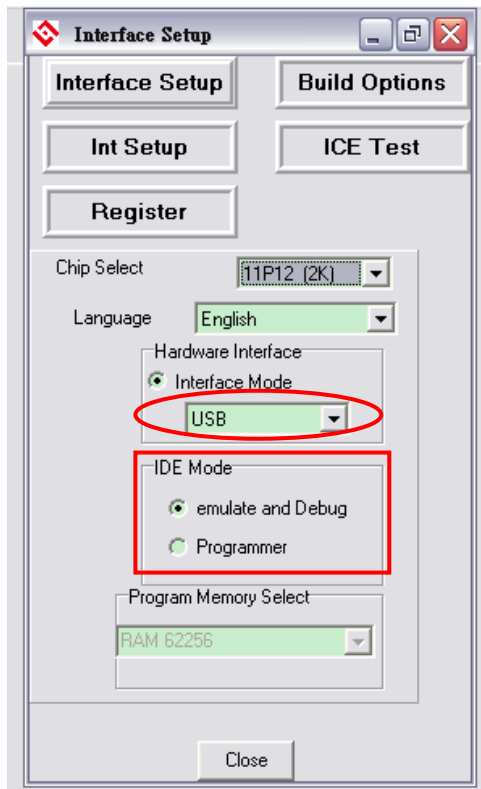 Interface Setup
Interface Setup
Build Options
Int Setup
ICE Test
Register
Chip Select
11P12 (2K)
Language
English
Hardware Interface
Interface Mode
USB
IDE Mode
emulate and Debug
Programmer
Program Memory Select
RAM 62256
Close